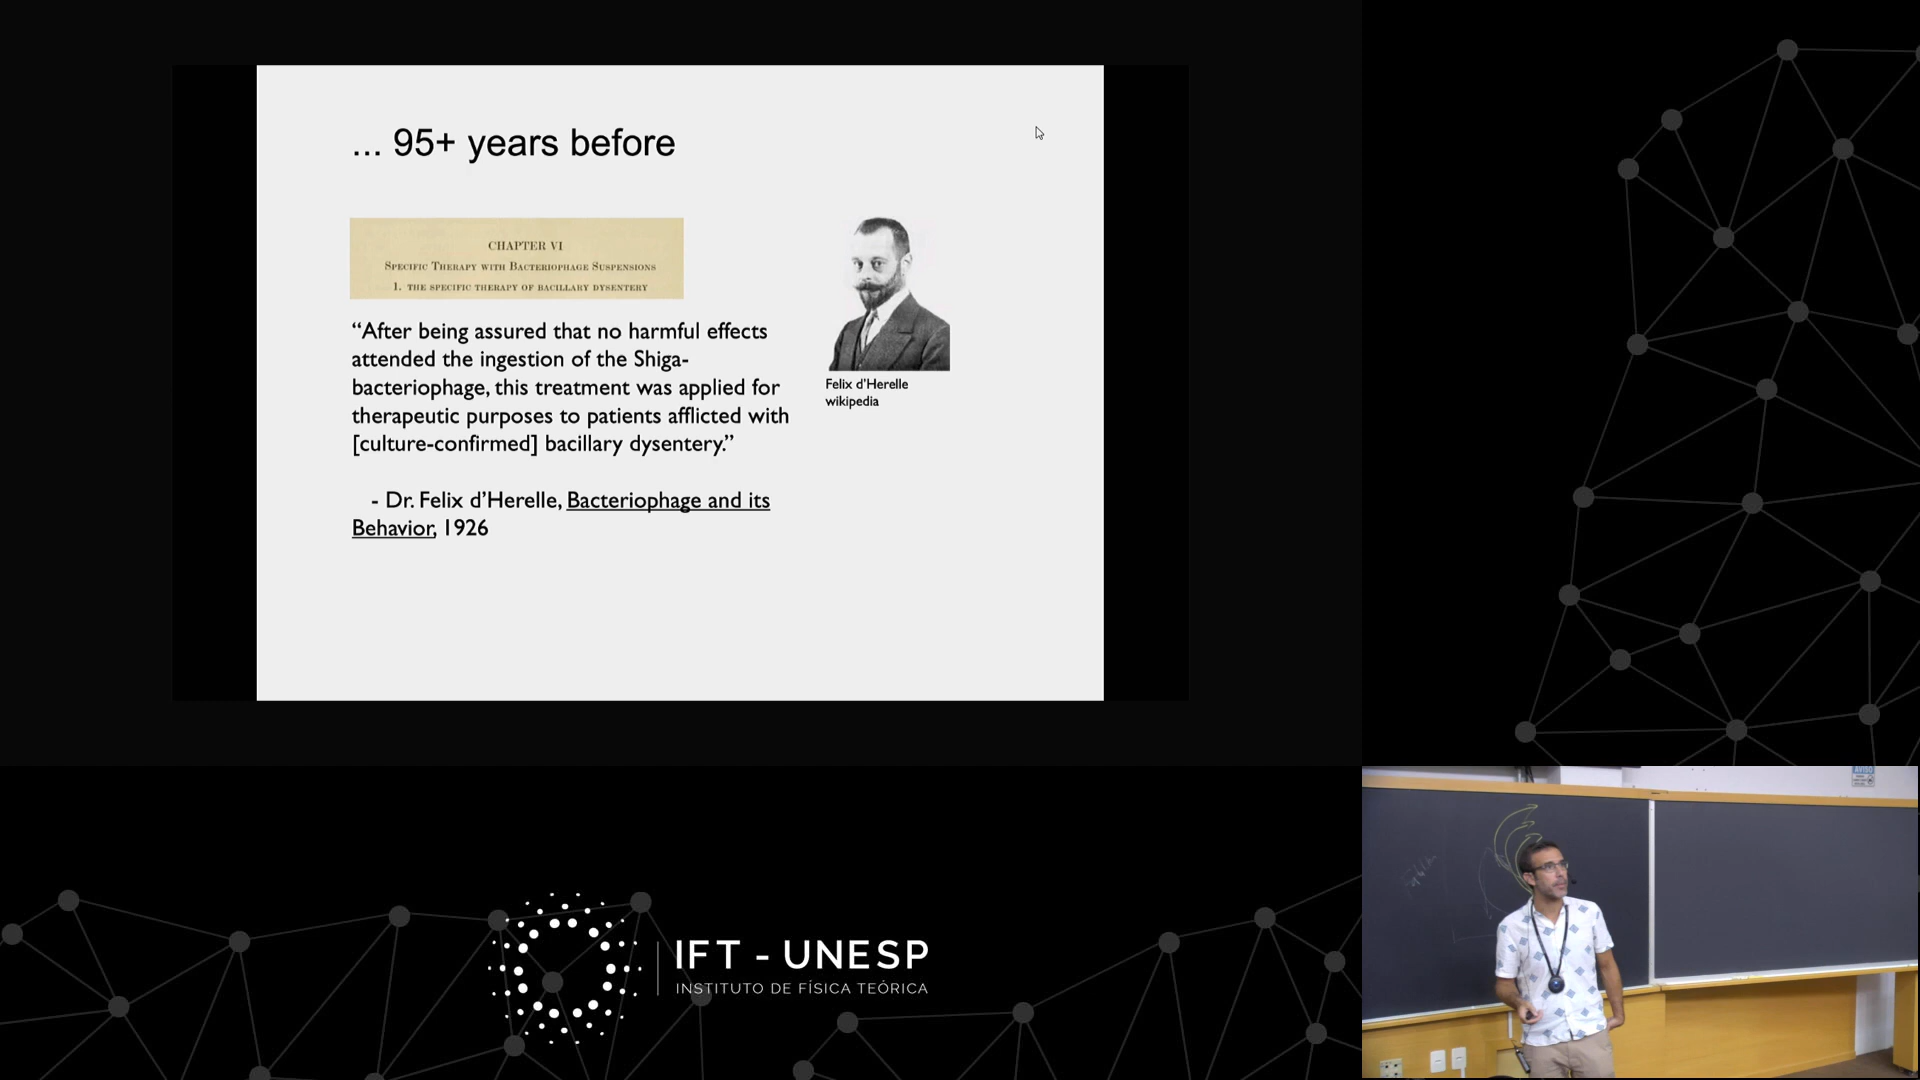 ... 95+ years before
CHAPTER VI
Specific Therapy with Bacteriophage Suspensions
1. THE SPECIFIC THERAPY OF BACILLARY DYSENTERY
“After being assured that no harmful effects
attended the ingestion of the Shiga-
bacteriophage, this treatment was applied for
therapeutic purposes to patients afflicted with
[culture-confirmed] bacillary dysentery.”
- Dr. Felix d’Herelle, Bacteriophage and its
Behavior, 1926
Felix d'Herelle
wikipedia
AVISO
IFT - UNESP
INSTITUTO DE FÍSICA TEÓRICA